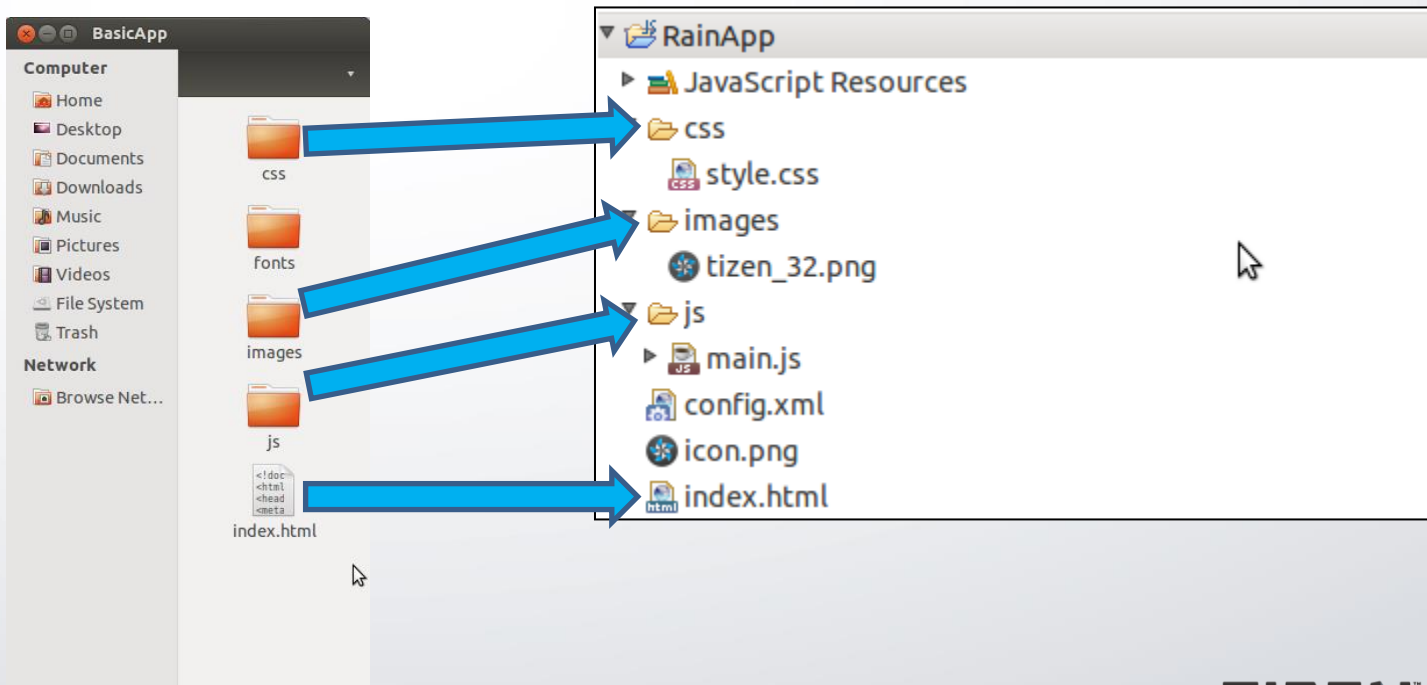 BasicApp
Computer
Home
Desktop
Documents
Downloads
Music
Pictures
Videos
File System
Trash
Network
Browse Net...
css
fonts
images
js
<!doc
<html
<head
<meta
index.html
RainApp
JavaScript Resources
css
style.css
images
tizen_32.png
js
main.js
config.xml
icon.png
index.html